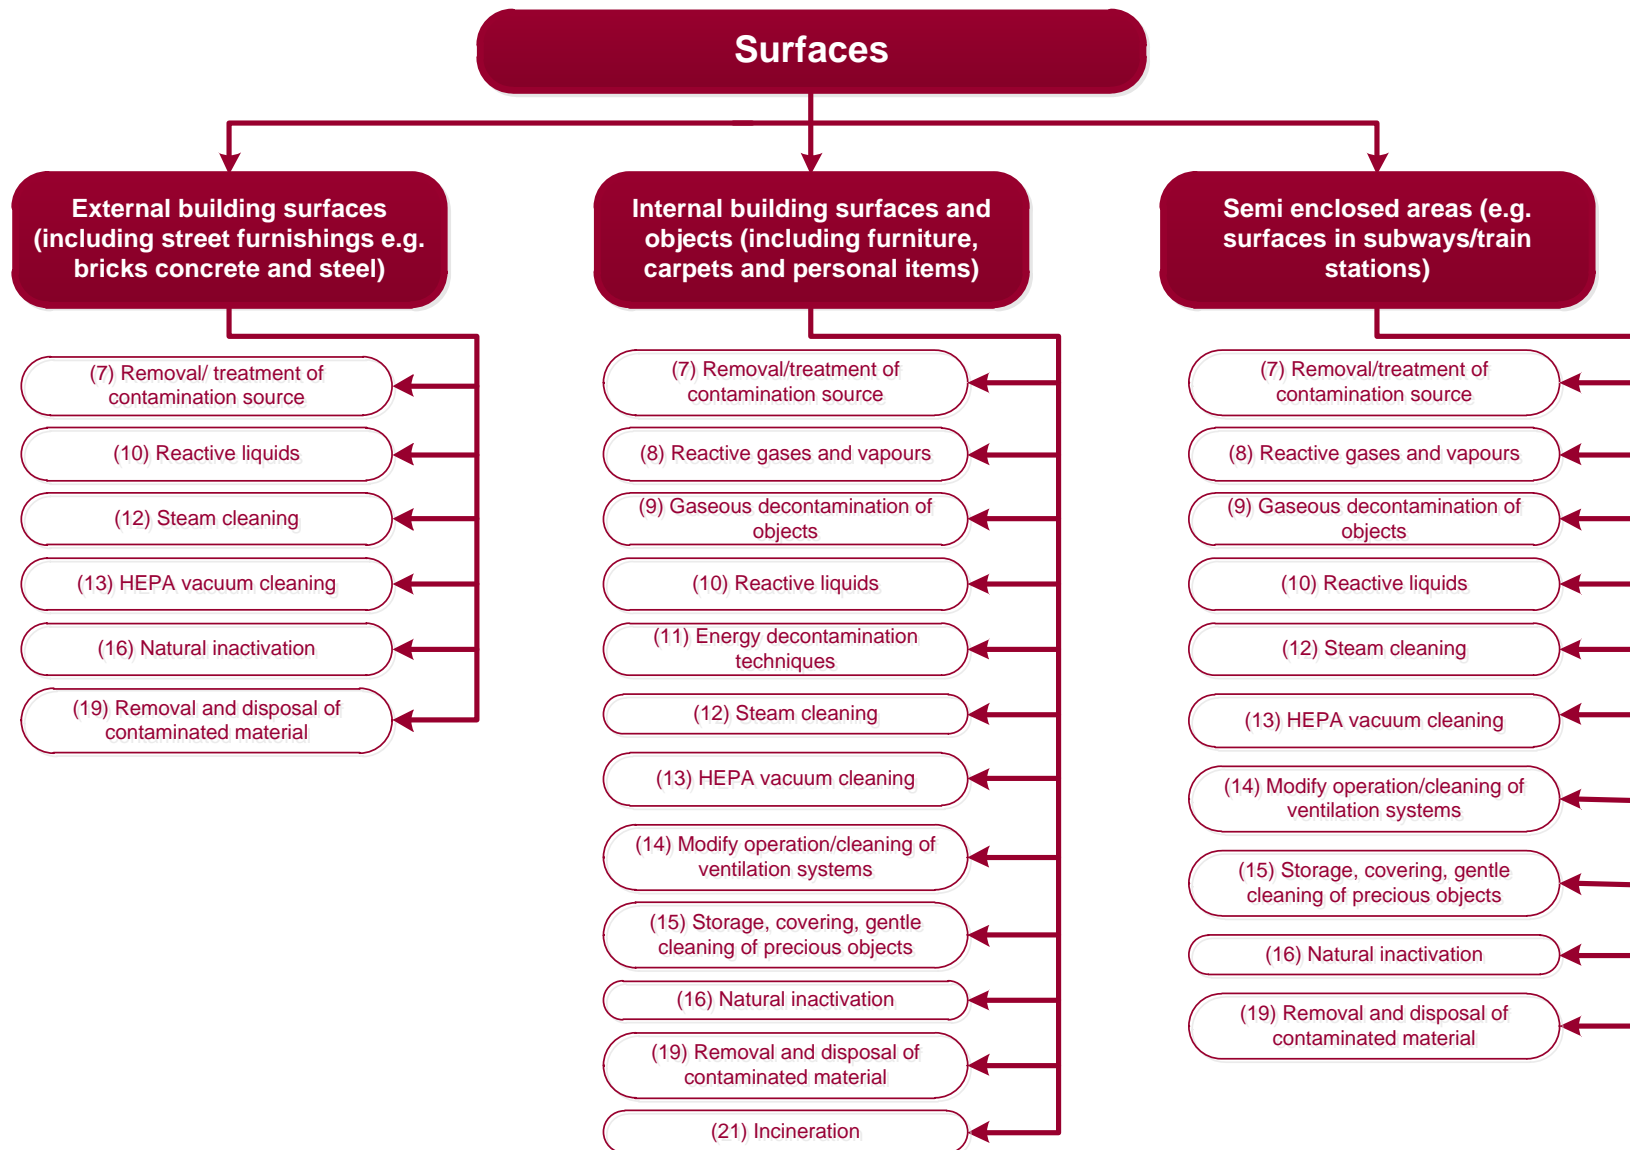 Surfaces
External building surfaces
(including street furnishings e.g.
bricks concrete and steel)
(7) Removal/ treatment of
contamination source
(10) Reactive liquids
(12) Steam cleaning
(13) HEPA vacuum cleaning
(16) Natural inactivation
(19) Removal and disposal of
contaminated material
Internal building surfaces and
objects (including furniture,
carpets and personal items)
(7) Removal/treatment of
contamination source
(8) Reactive gases and vapours
(9) Gaseous decontamination of
objects
(10) Reactive liquids
(11) Energy decontamination
techniques
(12) Steam cleaning
(13) HEPA vacuum cleaning
(14) Modify operation/cleaning of
ventilation systems
(15) Storage, covering, gentle
cleaning of precious objects
(16) Natural inactivation
(19) Removal and disposal of
contaminated material
(21) Incineration
Semi enclosed areas (e.g.
surfaces in subways/train
stations)
(7) Removal/treatment of
contamination source
(8) Reactive gases and vapours
(9) Gaseous decontamination of
objects
(10) Reactive liquids
(12) Steam cleaning
(13) HEPA vacuum cleaning
(14) Modify operation/cleaning of
ventilation systems
(15) Storage, covering, gentle
cleaning of precious objects
(16) Natural inactivation
(19) Removal and disposal of
contaminated material